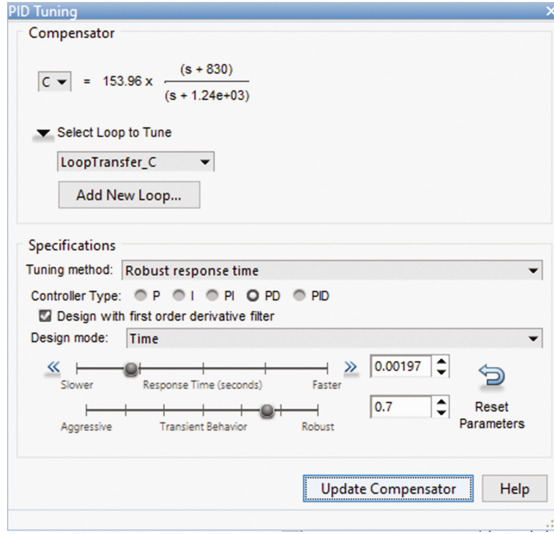 PID Tuning
Compensator
C = 153.96 x (s + 830)
(s + 1.24e+03)
Select Loop to Tune
LoopTransfer_C
Add New Loop...
Specifications
Tuning method: Robust response time
Controller Type: P I PI PD PID
Design with first order derivative filter
Design mode: Time
0.00197
Slower Response Time (seconds) Faster
0.7
Aggressive Transient Behavior Robust
Reset
Parameters
Update Compensator Help